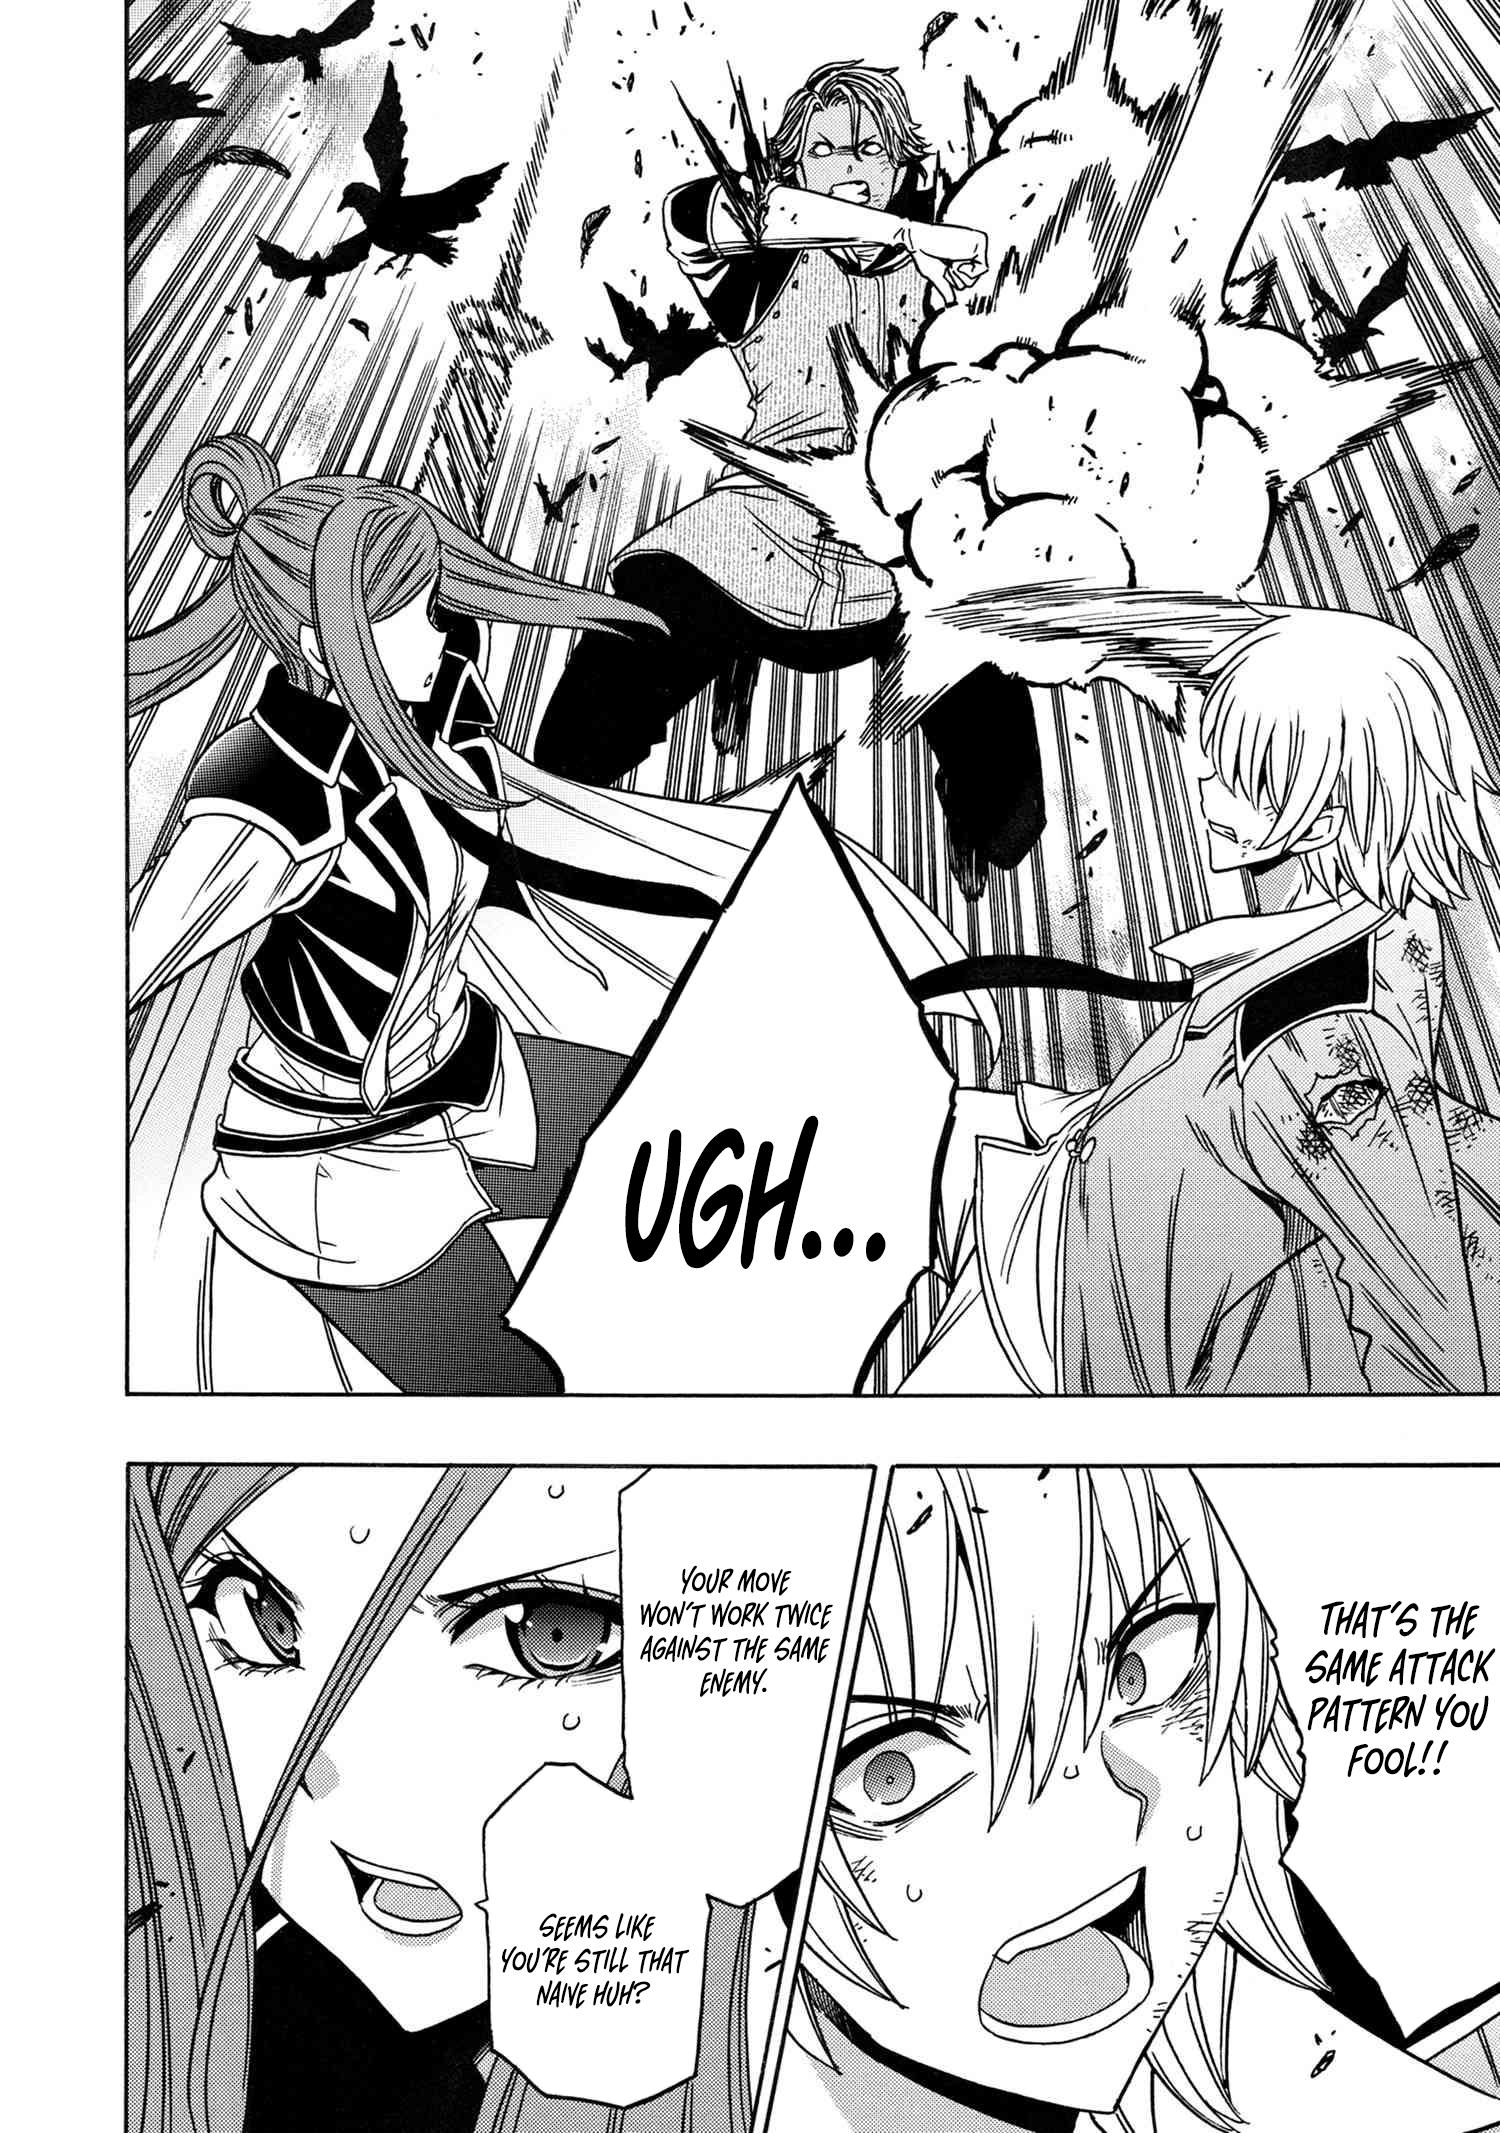 UGH...
THAT'S THE
SAME ATTACK
PATTERN YOU
FOOL!!
YOUR MOVE
WON'T WORK TWICE
AGAINST THE SAME
ENEMY.
SEEMS LIKE
YOU'RE STILL THAT
NAIVE HUH?